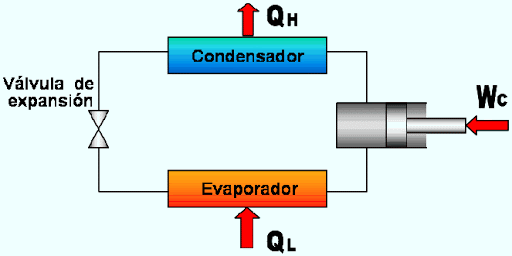 QH
Condensador
Válvula de
expansión
Wc
Evaporador
QL